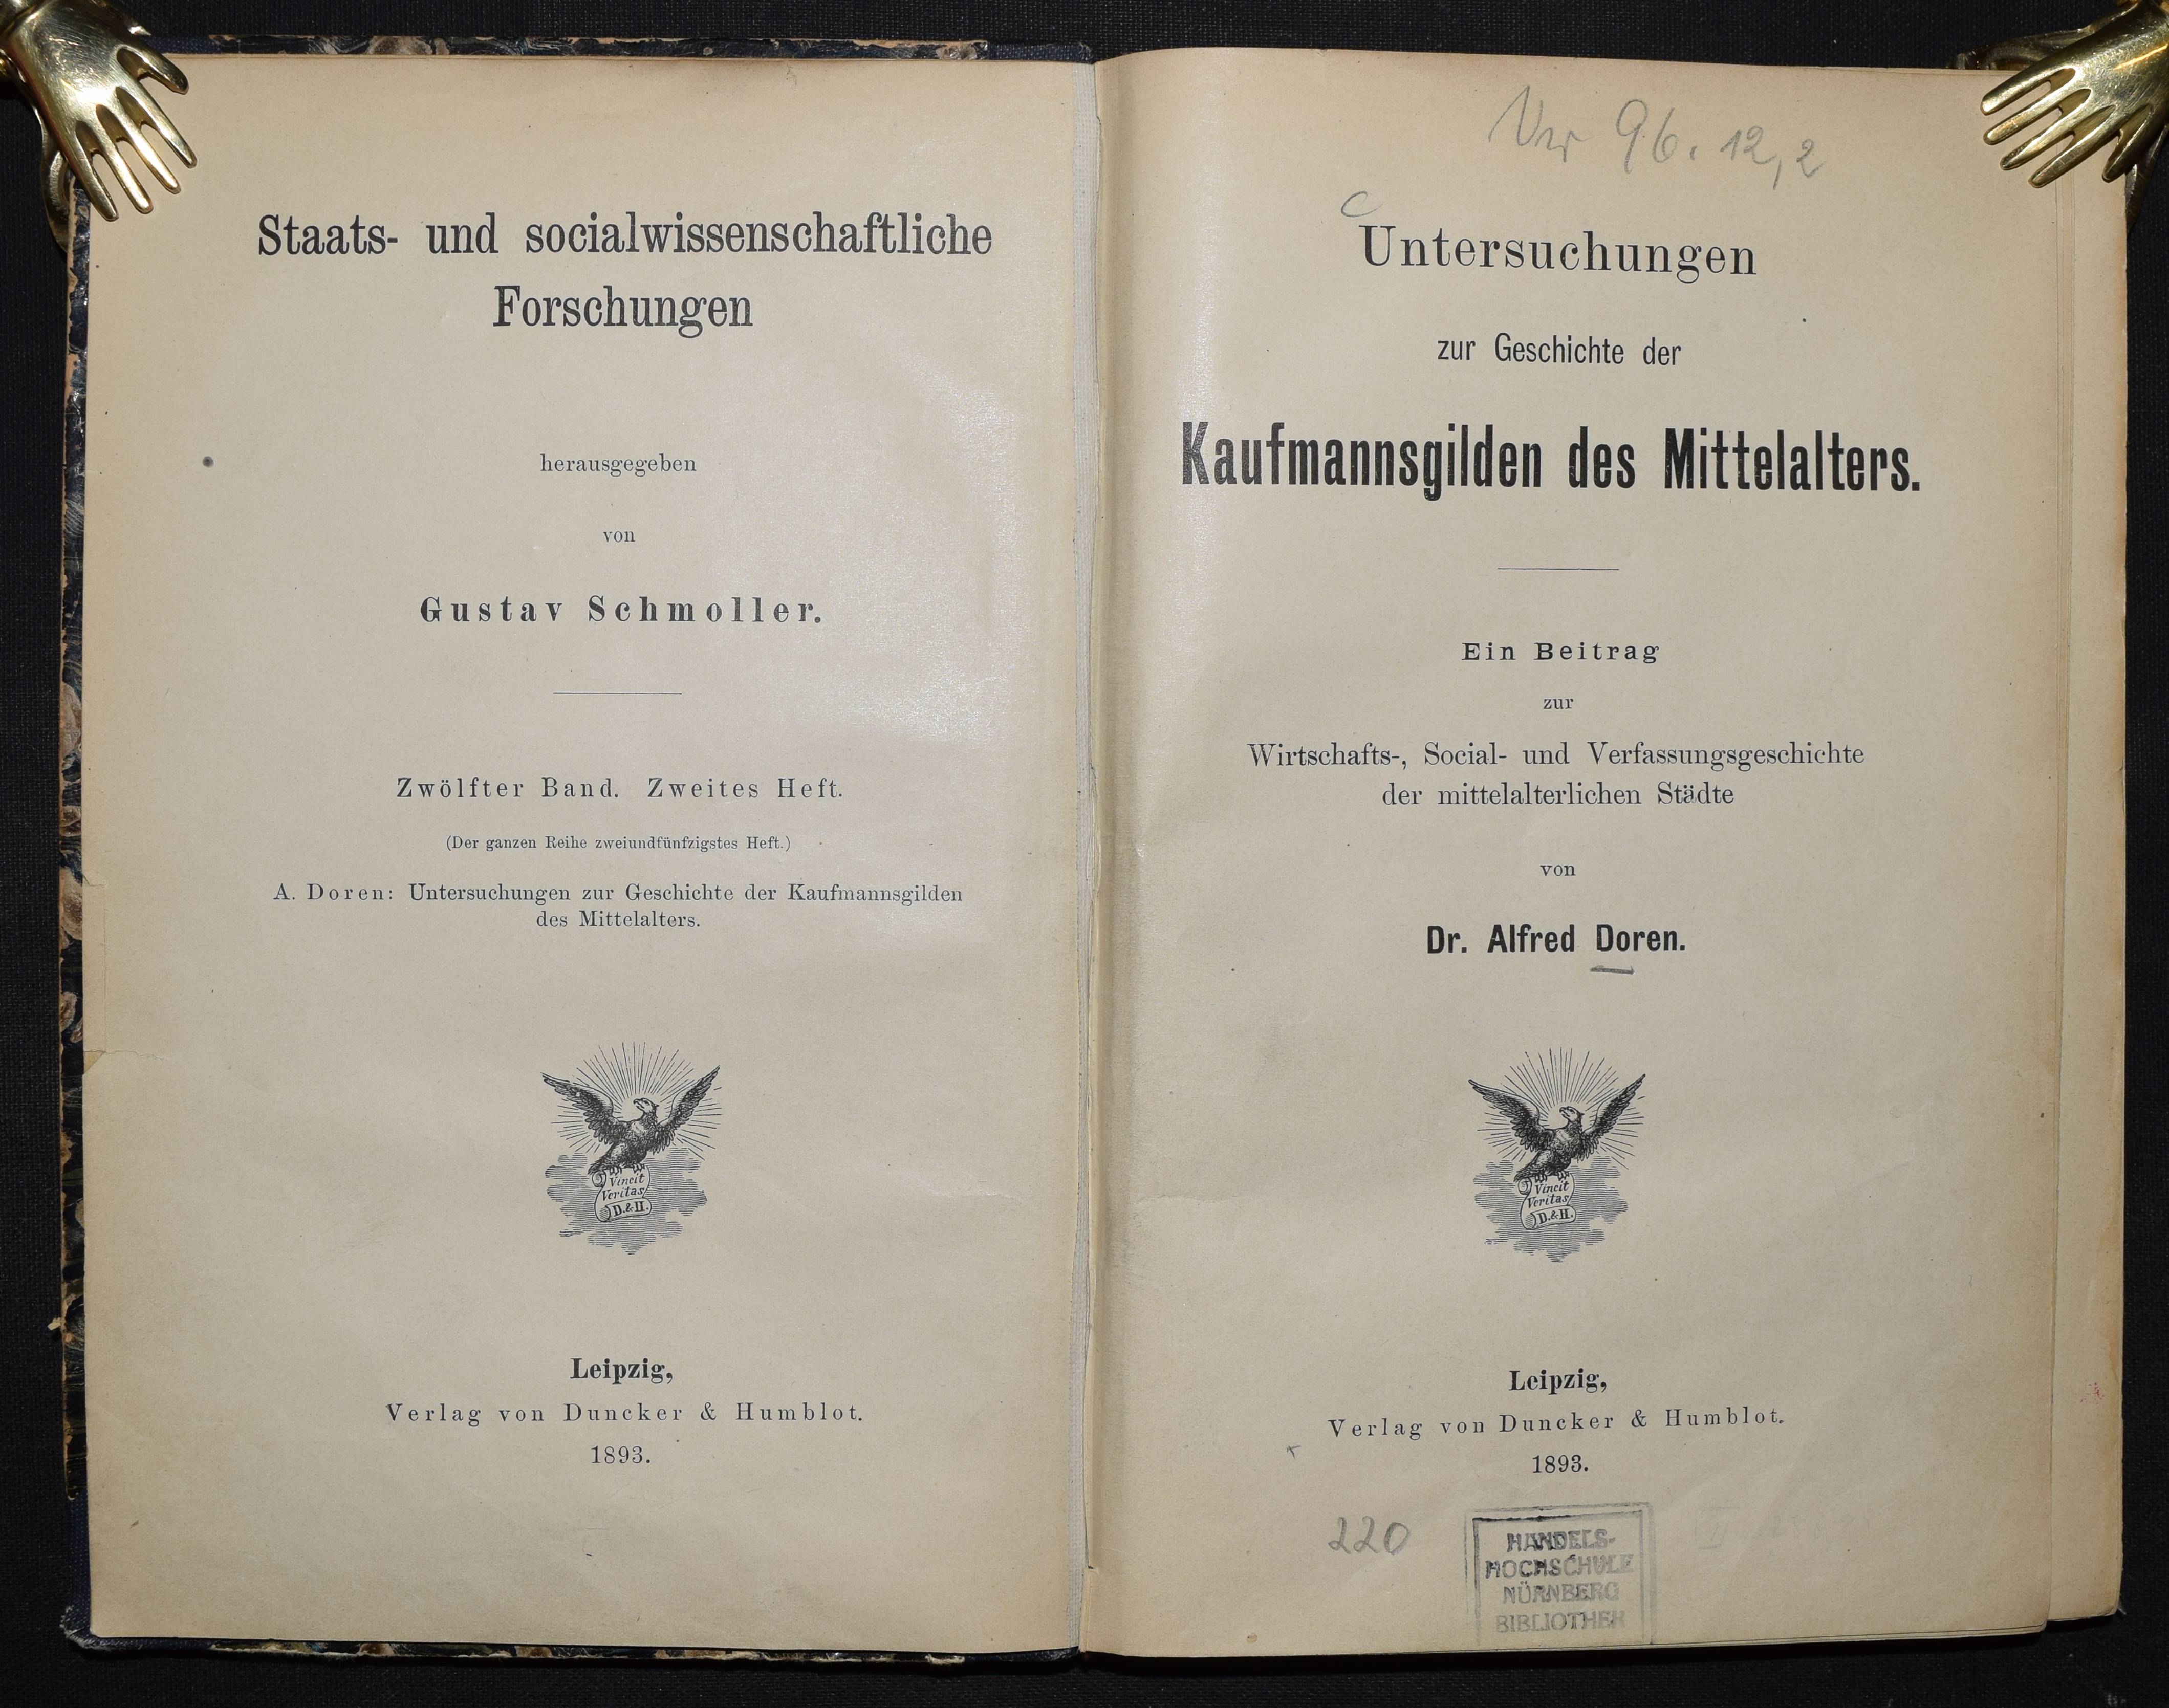 Staats- und socialwissenschaftliche
Forschungen
herausgegeben
von
Gustav Schmoller.
Zwölfter Band. Zweites Heft.
(Der ganzen Reihe zweiundfünfzigstes Heft.)
A. Doren: Untersuchungen zur Geschichte der Kaufmannsgilden
des Mittelalters.
Vincit
Veritas
D.&H.
Leipzig,
Verlag von Duncker & Humblot.
1893.
96. 12,2
Untersuchungen
zur Geschichte der
Kaufmannsgilden des Mittelalters.
Ein Beitrag
zur
Wirtschafts-, Social- und Verfassungsgeschichte
der mittelalterlichen Städte
von
Dr. Alfred Doren.
Vincit
Veritas
D.&H.
Leipzig,
Verlag von Duncker & Humblot.
1893.
220
HANDELS-
HOCHSCHULE
NÜRNBERG
BIBLIOTHEK